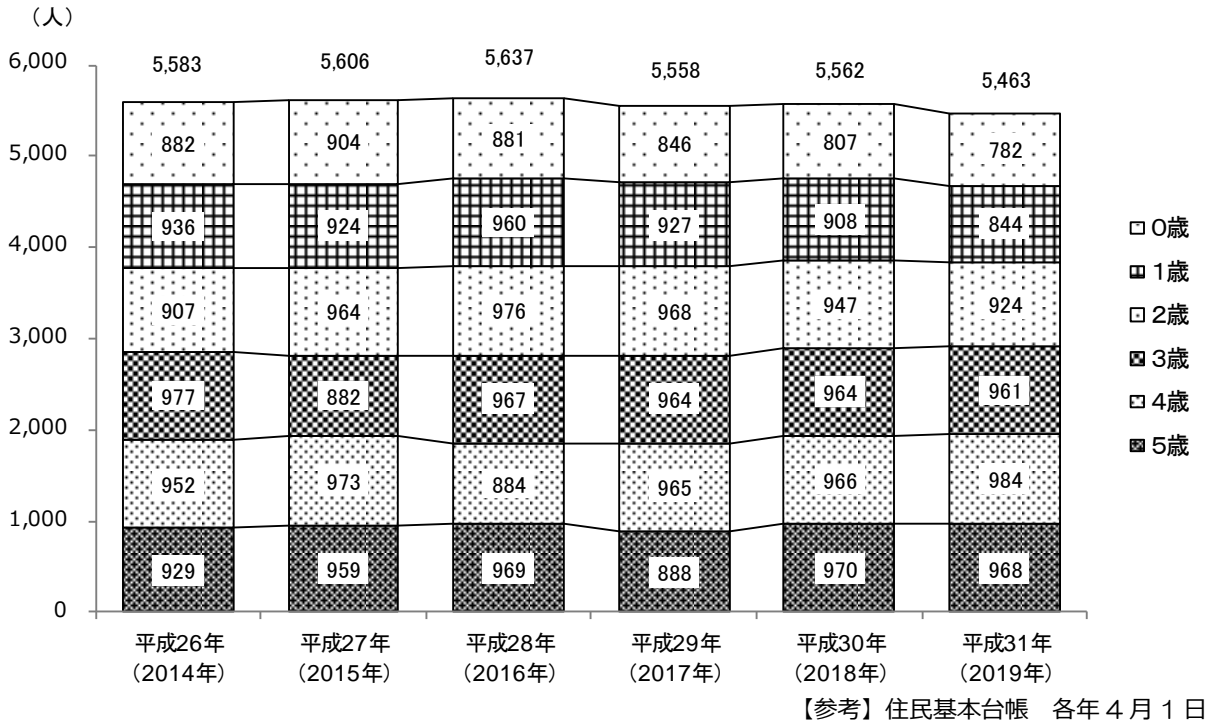 （人）
6,000
5,000
4,000
3,000
2,000
1,000
0
5,583 5,606 5,637 5,558 5,562 5,463
882 904 881 846 807 782
936 924 960 927 908 844
907 964 976 968 947 924
977 882 967 964 964 961
952 973 884 965 966 984
929 959 969 888 970 968
平成26年 平成27年 平成28年 平成29年 平成30年 平成31年
（2014年） （2015年） （2016年） （2017年） （2018年） （2019年）
0歳
1歳
2歳
3歳
4歳
5歳
【参考】住民基本台帳　各年４月１日